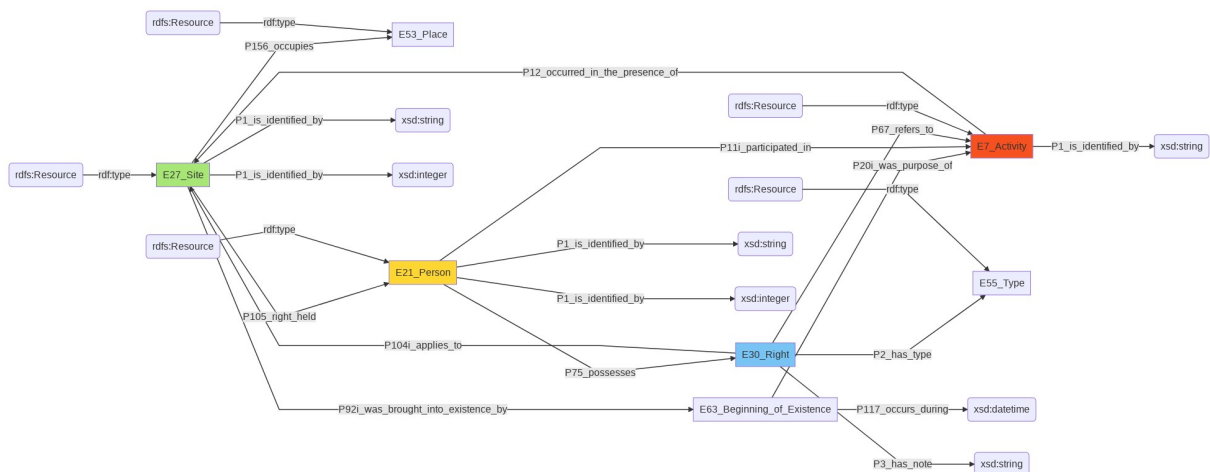 rdfs:Resource
rdf:type
E53_Place
P156_occupies
P12_occurred_in_the_presence_of
rdfs:Resource
rdf:type
P1_is_identified_by
xsd:string
P67_refers_to
P11i_participated_in
E7_Activity
P1_is_identified_by
xsd:string
P20i_was_purpose_of
rdfs:Resource
rdf:type
E27_Site
P1_is_identified_by
xsd:integer
rdfs:Resource
rdf:type
rdfs:Resource
rdf:type
P1_is_identified_by
xsd:string
E21_Person
E55_Type
P1_is_identified_by
xsd:integer
P105_right_held
P104i_applies_to
E30_Right
P2_has_type
P75_possesses
P92i_was_brought_into_existence_by
E63_Beginning_of_Existence
P117_occurs_during
xsd:datetime
P3_has_note
xsd:string